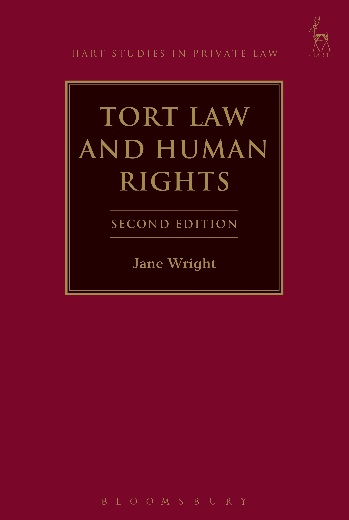 HART STUDIES IN PRIVATE LAW
TORT LAW
AND HUMAN
RIGHTS
SECOND EDITION
Jane Wright
BLOOMSBURY